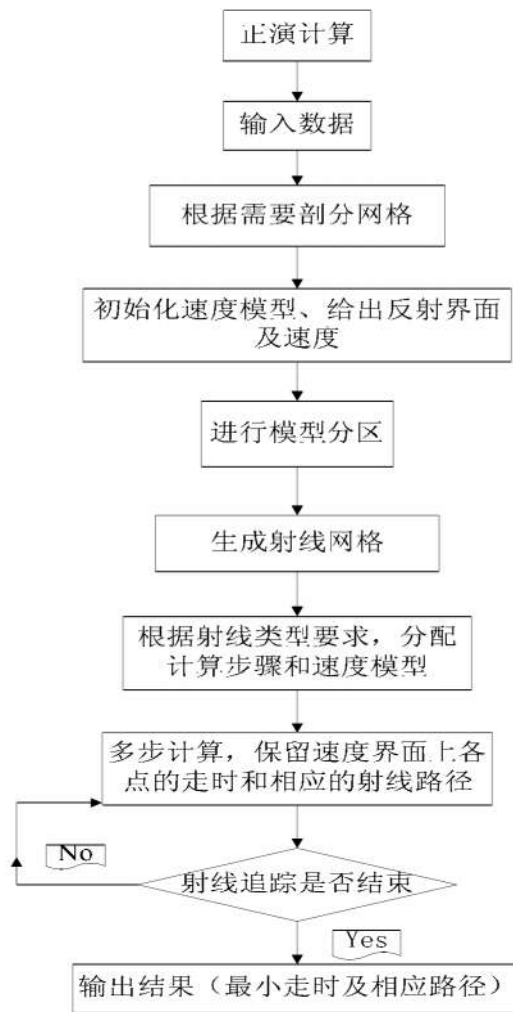 正演计算
输入数据
根据需要剖分网格
初始化速度模型、给出反射界面
及速度
进行模型分区
生成射线网格
根据射线类型要求，分配
计算步骤和速度模型
多步计算，保留速度界面上各
点的走时和相应的射线路径
No
射线追踪是否结束
Yes
输出结果（最小走时及相应路径）